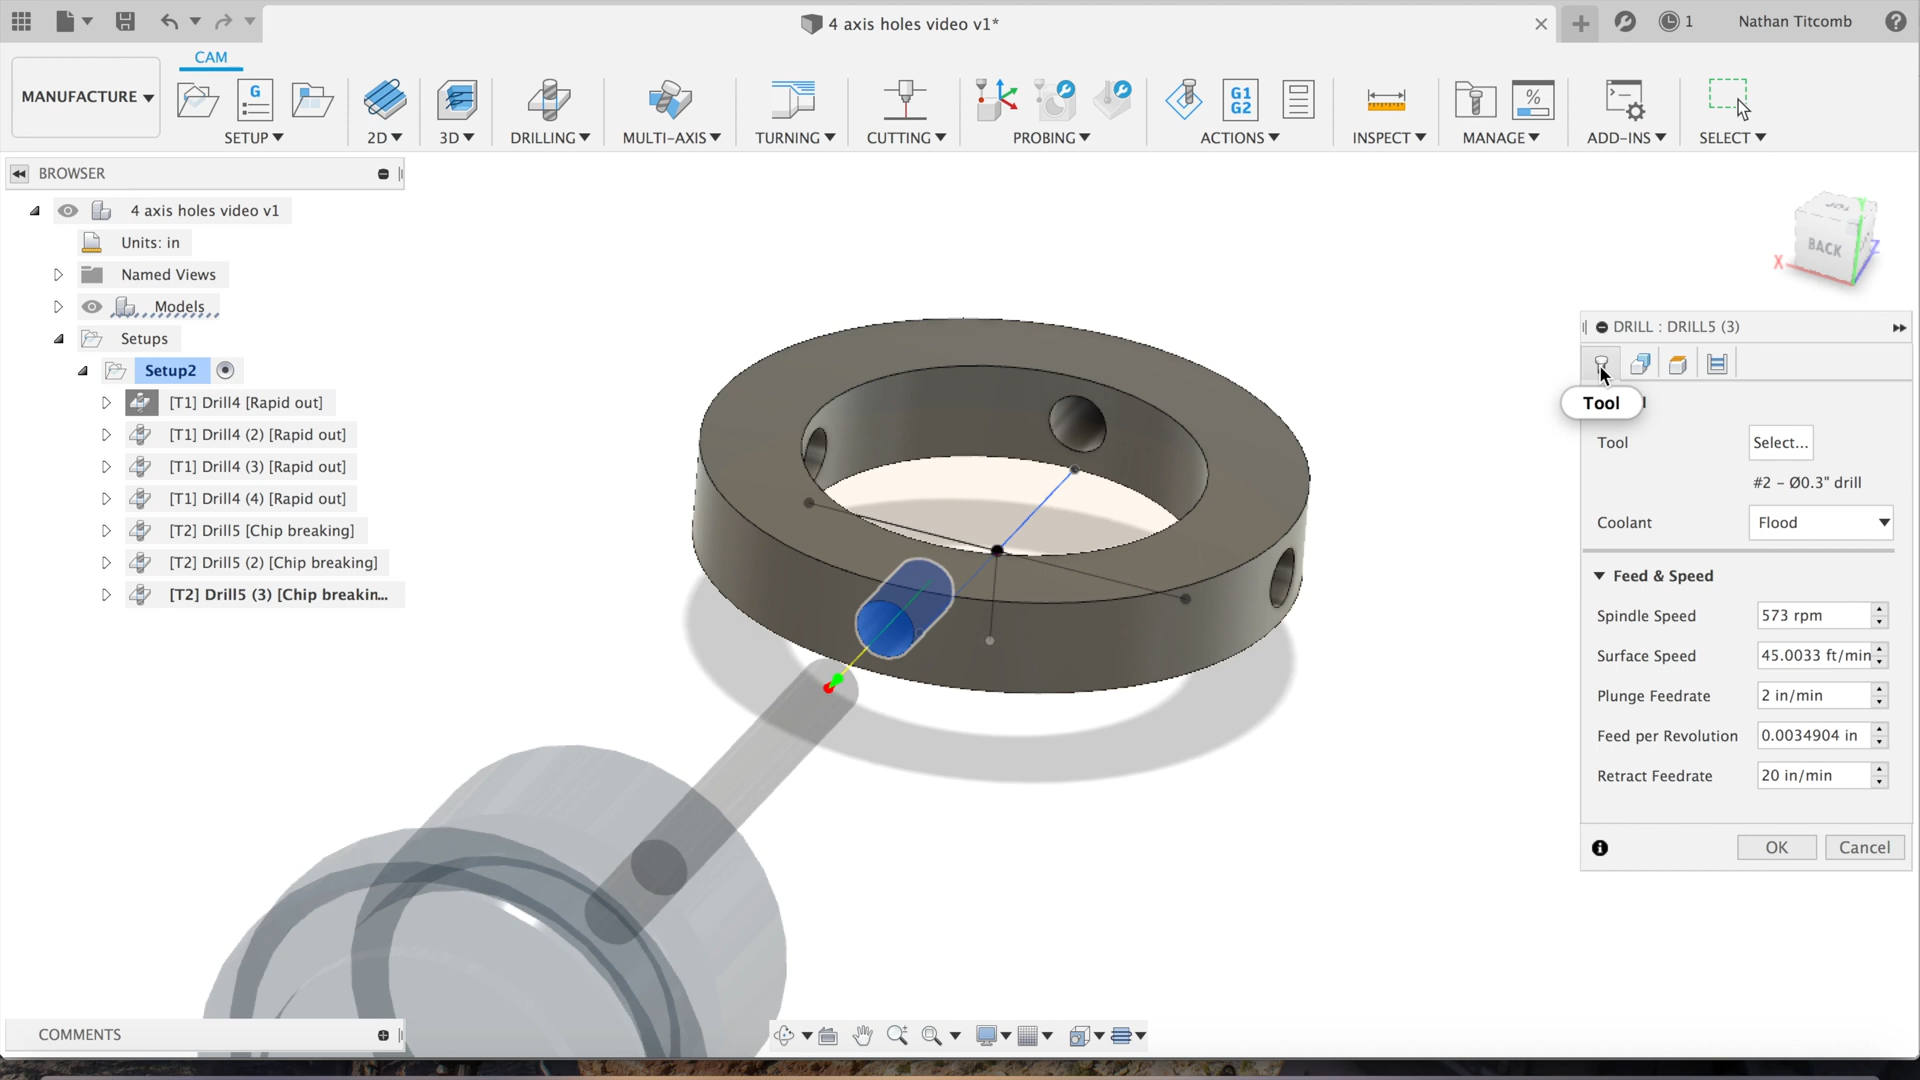 4 axis holes video v1*
1
Nathan Titcomb
CAM
MANUFACTURE
G
G1
G2
%
SETUP
2D
3D
DRILLING
MULTI-AXIS
TURNING
CUTTING
PROBING
ACTIONS
INSPECT
MANAGE
ADD-INS
SELECT
BROWSER
4 axis holes video v1
Units: in
Named Views
Models
Setups
Setup2
[T1] Drill4 [Rapid out]
[T1] Drill4 (2) [Rapid out]
[T1] Drill4 (3) [Rapid out]
[T1] Drill4 (4) [Rapid out]
[T2] Drill5 [Chip breaking]
[T2] Drill5 (2) [Chip breaking]
[T2] Drill5 (3) [Chip breakin...
TOP
BACK
X
Y
Z
DRILL : DRILL5 (3)
Tool
Tool
Select...
#2 – Ø0.3" drill
Coolant
Flood
Feed & Speed
Spindle Speed
573 rpm
Surface Speed
45.0033 ft/min
Plunge Feedrate
2 in/min
Feed per Revolution
0.0034904 in
Retract Feedrate
20 in/min
OK
Cancel
COMMENTS